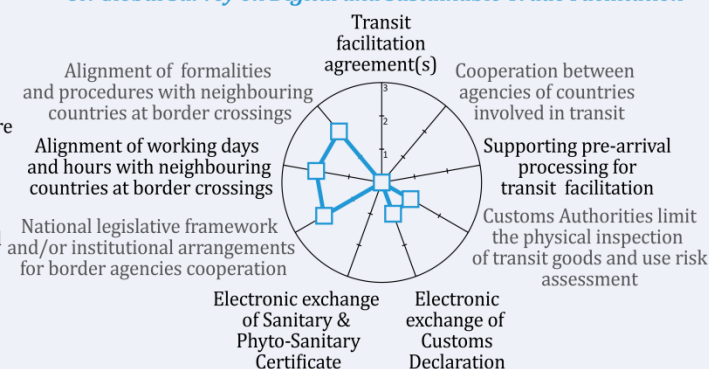 Transit
facilitation
agreement(s)
3
2
1
Cooperation between
agencies of countries
involved in transit
Supporting pre-arrival
processing for
transit facilitation
Customs Authorities limit
the physical inspection
of transit goods and use risk
assessment
Electronic
exchange of
Customs
Declaration
Electronic exchange
of Sanitary &
Phyto-Sanitary
Certificate
National legislative framework
and/or institutional arrangements
for border agencies cooperation
Alignment of working days
and hours with neighbouring
countries at border crossings
Alignment of formalities
and procedures with neighbouring
countries at border crossings